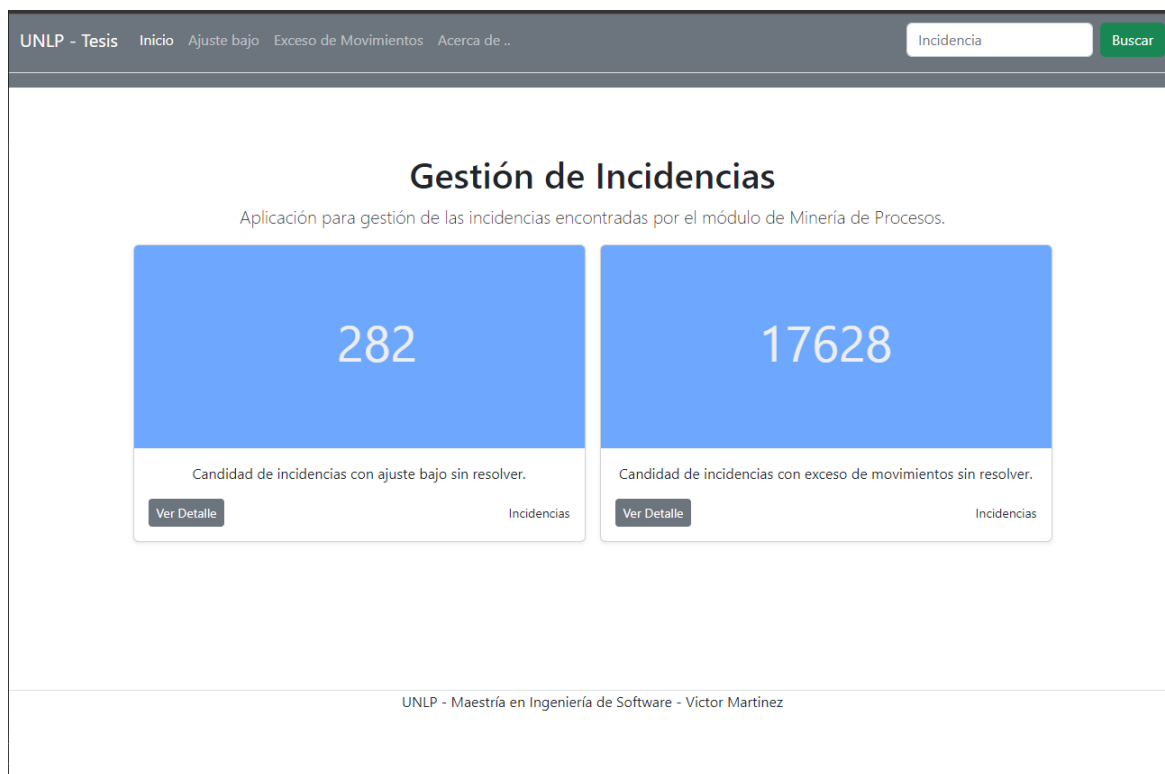 UNLP - Tesis Inicio Ajuste bajo Exceso de Movimientos Acerca de .. Incidencia Buscar
Gestión de Incidencias
Aplicación para gestión de las incidencias encontradas por el módulo de Minería de Procesos.
282
17628
Candidad de incidencias con ajuste bajo sin resolver.
Ver Detalle Incidencias
Candidad de incidencias con exceso de movimientos sin resolver.
Ver Detalle Incidencias
UNLP - Maestría en Ingeniería de Software - Victor Martinez